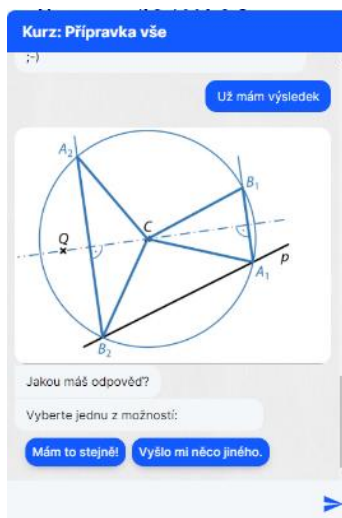 Kurz: Přípravka vše
;-)
Už mám výsledek
A2
B1
Q
C
p
A1
B2
Jakou máš odpověď?
Vyberte jednu z možností:
Mám to stejně!
Vyšlo mi něco jiného.